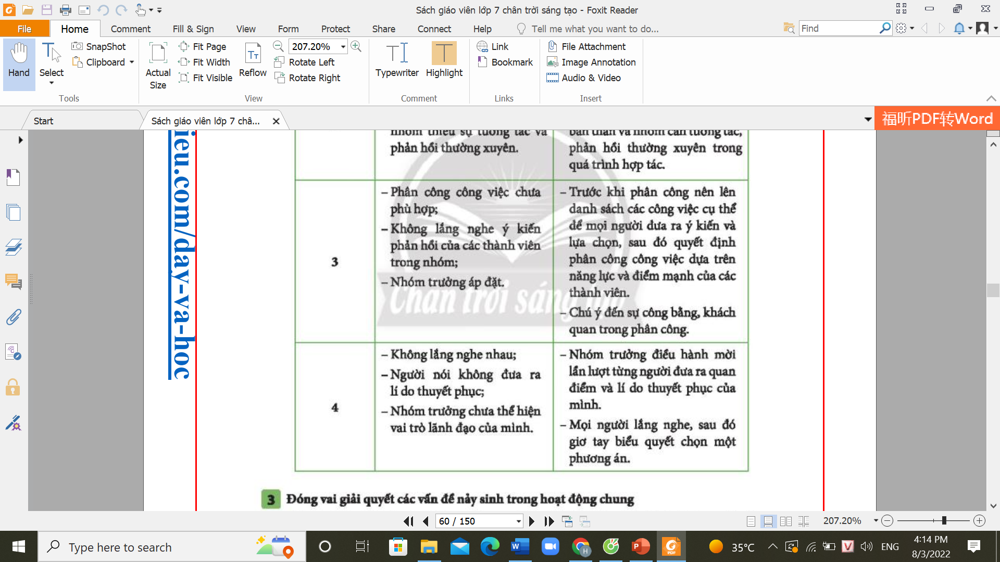 Sách giáo viên lớp 7 chân trời sáng tạo - Foxit Reader
File Home Comment Fill & Sign View Form Protect Share Connect Help Tell me what you want to do... Find
Hand
Select
SnapShot
Clipboard
Tools
Actual Size
Fit Page
Fit Width
Fit Visible
Reflow
207.20%
Rotate Left
Rotate Right
View
Typewriter
Highlight
Comment
Link
Bookmark
Links
File Attachment
Image Annotation
Audio & Video
Insert
Start
Sách giáo viên lớp 7 châ...
福昕PDF转Word
ieu.com/day-va-hoc
nhóm thiếu sự tương tác và
phản hồi thường xuyên.
bản thân và nhóm cần tương tác,
phản hồi thường xuyên trong
quá trình hợp tác.
3
– Phân công công việc chưa
phù hợp;
– Không lắng nghe ý kiến
phản hồi của các thành viên
trong nhóm;
– Nhóm trưởng áp đặt.
– Trước khi phân công nên lên
danh sách các công việc cụ thể
để mọi người đưa ra ý kiến và
lựa chọn, sau đó quyết định
phân công công việc dựa trên
năng lực và điểm mạnh của các
thành viên.
– Chú ý đến sự công bằng, khách
quan trong phân công.
Chân trời sáng tạo
4
– Không lắng nghe nhau;
– Người nói không đưa ra
lí do thuyết phục;
– Nhóm trưởng chưa thể hiện
vai trò lãnh đạo của mình.
– Nhóm trưởng điều hành mời
lần lượt từng người đưa ra quan
điểm và lí do thuyết phục của
mình.
– Mọi người lắng nghe, sau đó
giơ tay biểu quyết chọn một
phương án.
3 Đóng vai giải quyết các vấn đề nảy sinh trong hoạt động chung
60 / 150
207.20%
Type here to search
35°C
ENG
4:14 PM
8/3/2022